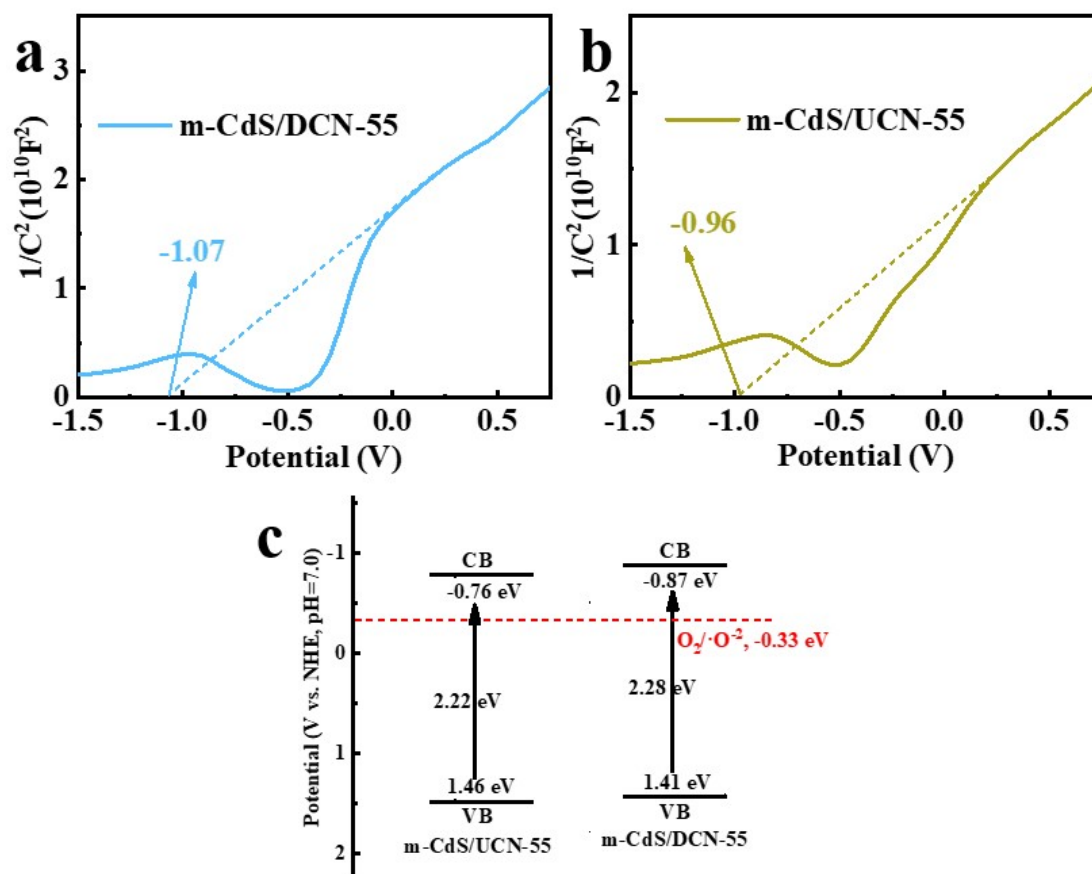 a
3
2
1
0
1/C² (10¹⁰F²)
m-CdS/DCN-55
-1.07
-1.5 -1.0 -0.5 0.0 0.5
Potential (V)
b
2
1
0
1/C² (10¹⁰F²)
m-CdS/UCN-55
-0.96
-1.5 -1.0 -0.5 0.0 0.5
Potential (V)
c
Potential (V vs. NHE, pH=7.0)
-1
0
1
2
CB
-0.76 eV
2.22 eV
1.46 eV
VB
m-CdS/UCN-55
CB
-0.87 eV
O₂/·O⁻², -0.33 eV
2.28 eV
1.41 eV
VB
m-CdS/DCN-55